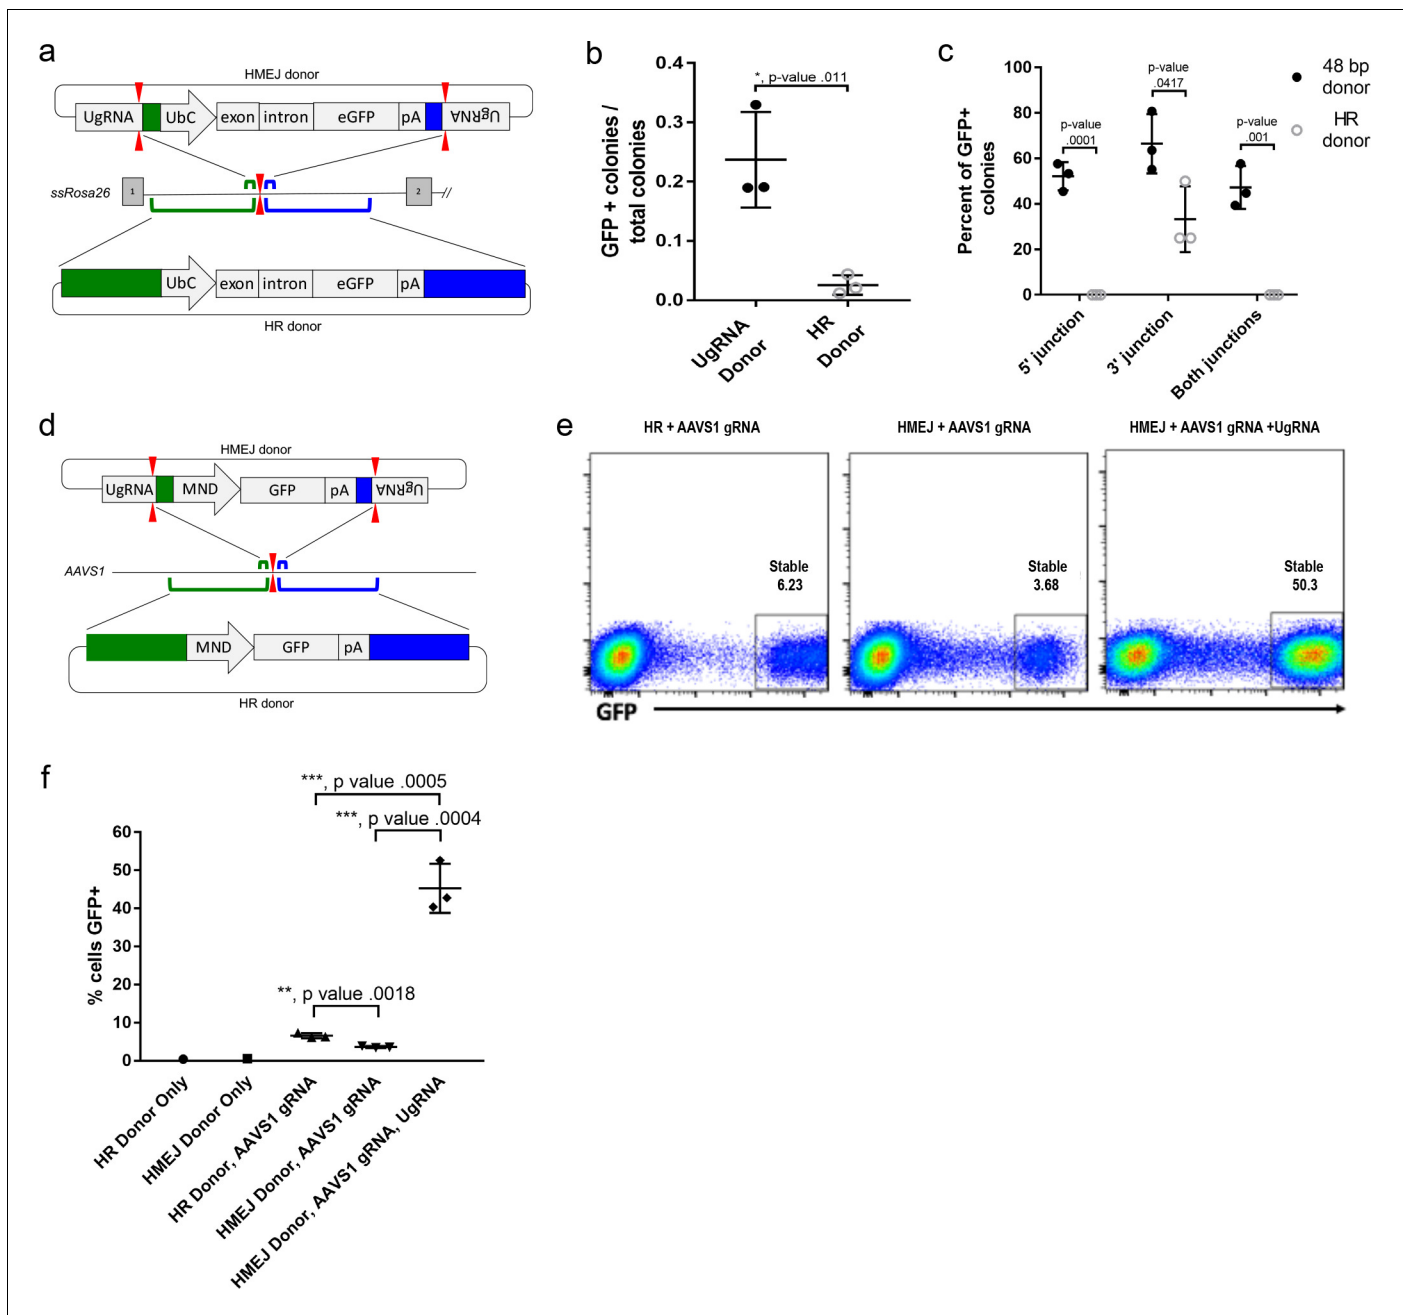 a
HMEJ donor
UgRNA UbC exon intron eGFP pA UgRNA
ssRosa26 1 2
UbC exon intron eGFP pA
HR donor
b
*, p-value .011
GFP + colonies /
total colonies
0.4
0.3
0.2
0.1
0.0
UgRNA
Donor
HR
Donor
c
Percent of GFP+
colonies
100
80
60
40
20
0
p-value
.0001
p-value
.0417
p-value
.001
48 bp
donor
HR
donor
5' junction
3' junction
Both junctions
d
HMEJ donor
UgRNA MND GFP pA UgRNA
AAVS1
MND GFP pA
HR donor
e
HR + AAVS1 gRNA
HMEJ + AAVS1 gRNA
HMEJ + AAVS1 gRNA +UgRNA
Stable
6.23
Stable
3.68
Stable
50.3
GFP
f
***, p value .0005
***, p value .0004
**, p value .0018
% cells GFP+
60
50
40
30
20
10
0
HR Donor Only
HMEJ Donor Only
HR Donor, AAVS1 gRNA
HMEJ Donor, AAVS1 gRNA
HMEJ Donor, AAVS1 gRNA, UgRNA